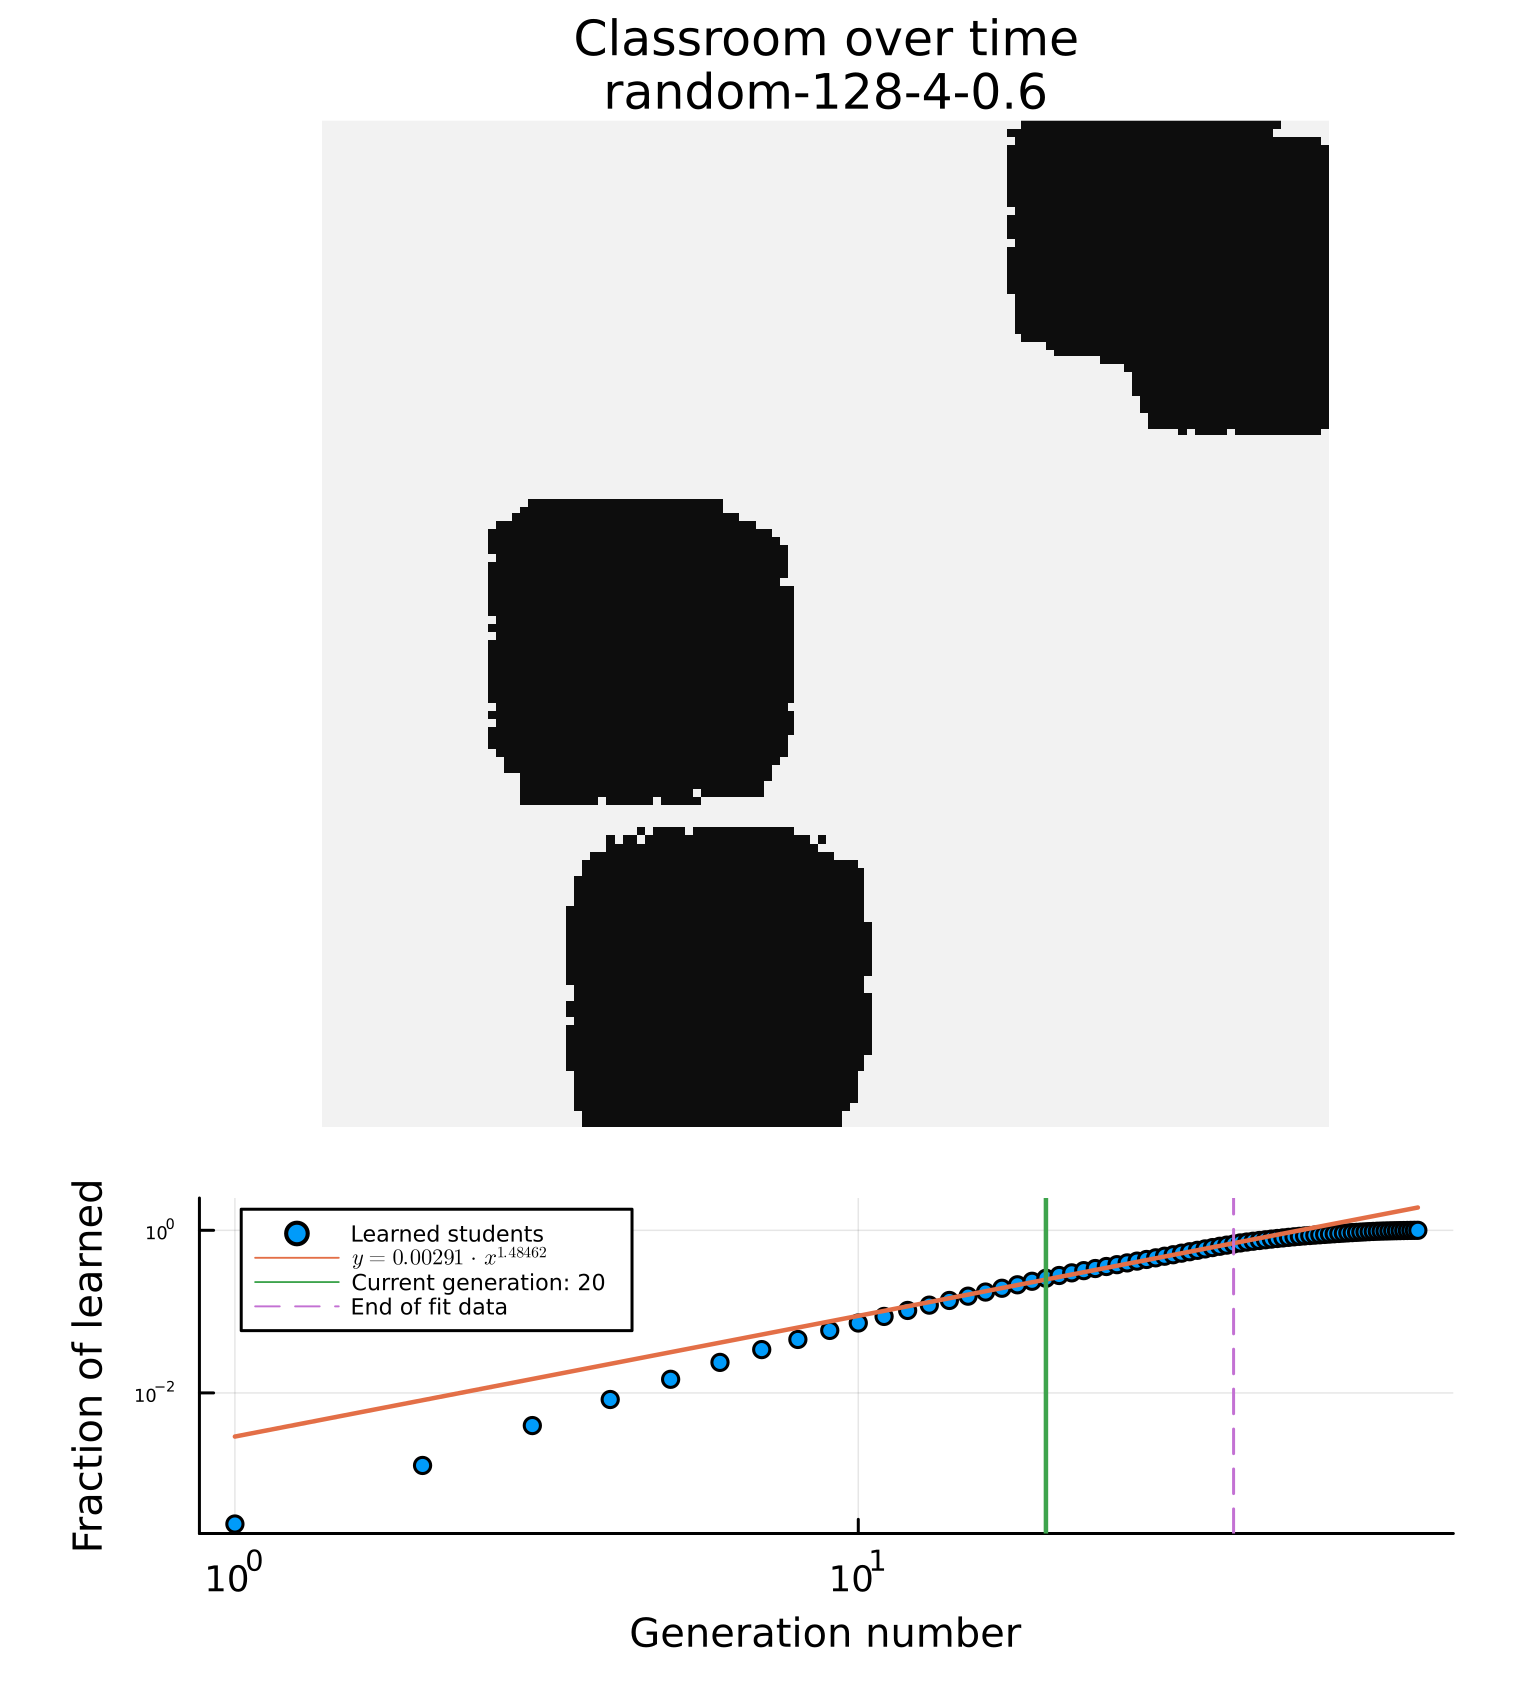 Classroom over time
random-128-4-0.6
Fraction of learned
10^0
10^-2
Learned students
y = 0.00291 · x^1.48462
Current generation: 20
End of fit data
10^0
10^1
Generation number